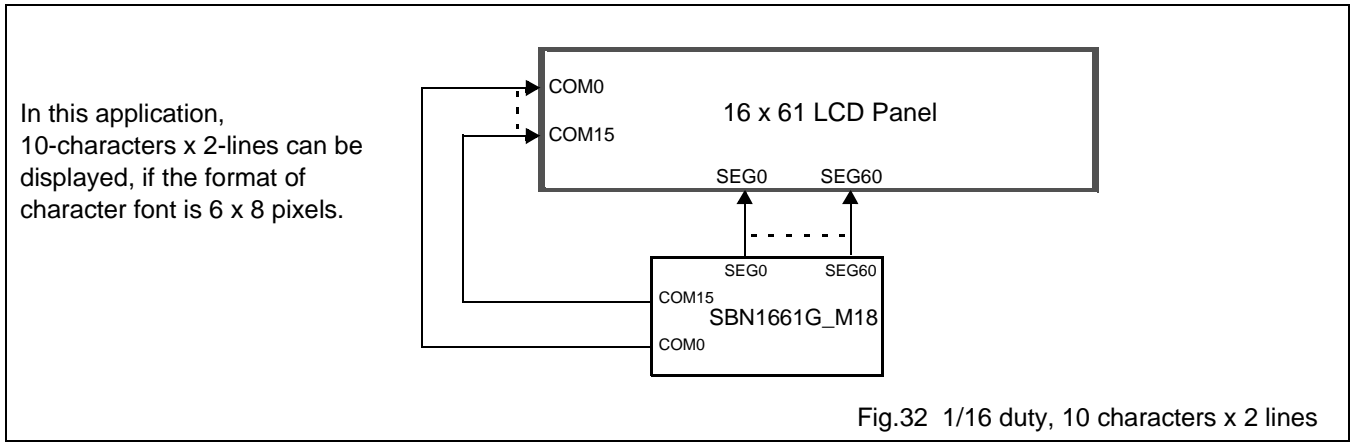 In this application,
10-characters x 2-lines can be
displayed, if the format of
character font is 6 x 8 pixels.
COM0
16 x 61 LCD Panel
COM15
SEG0 SEG60
SEG0 SEG60
COM15
SBN1661G_M18
COM0
Fig.32 1/16 duty, 10 characters x 2 lines